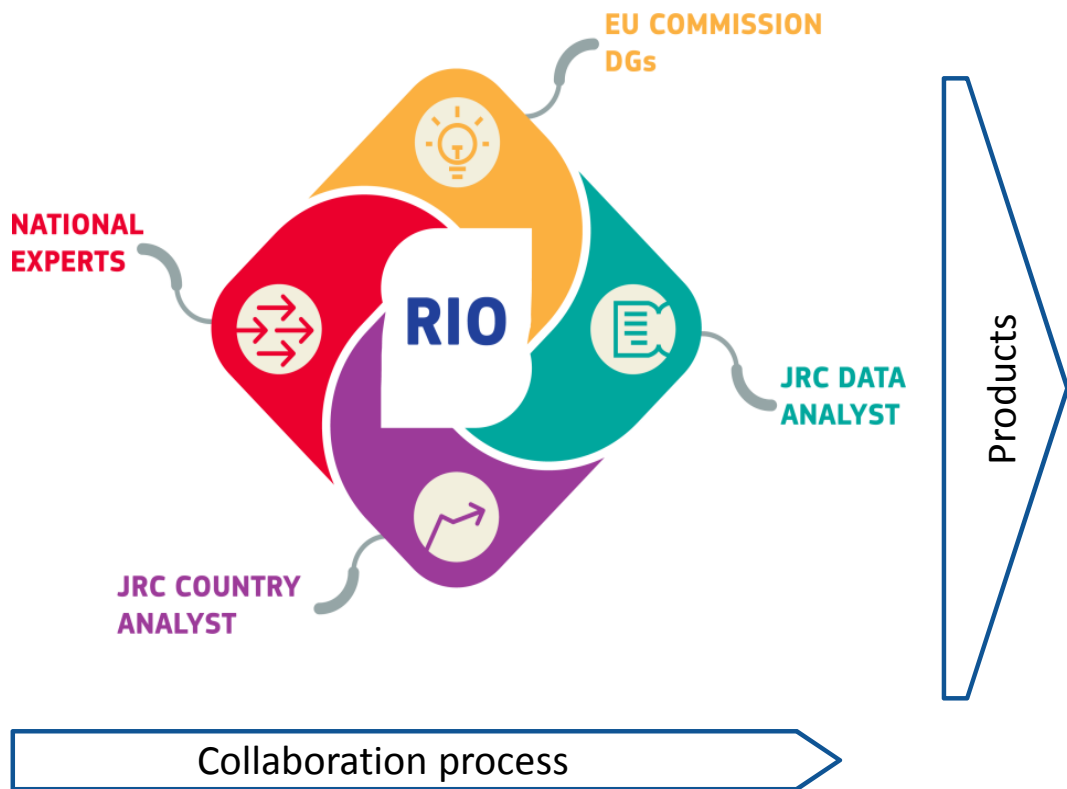 EU COMMISSION
DGs
NATIONAL
EXPERTS
RIO
JRC DATA
ANALYST
Products
JRC COUNTRY
ANALYST
Collaboration process